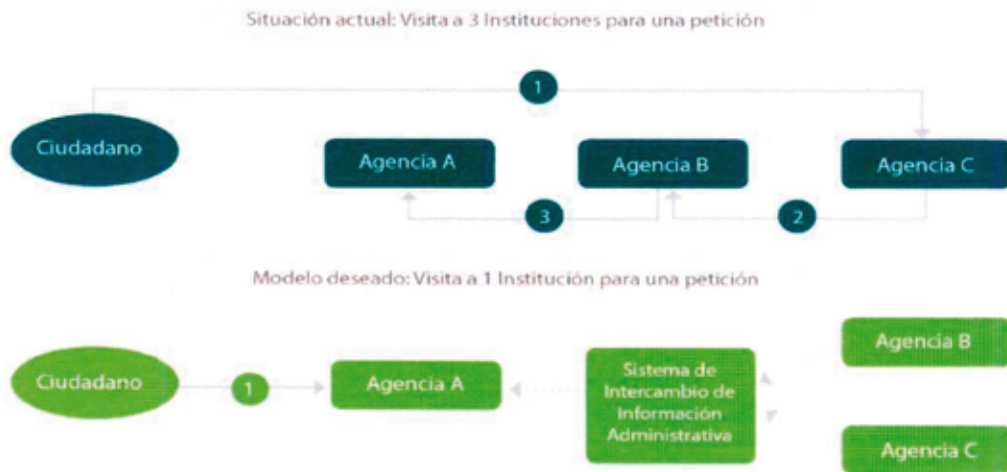 Situación actual: Visita a 3 Instituciones para una petición
1
Ciudadano
Agencia A
Agencia B
Agencia C
3
2
Modelo deseado: Visita a 1 Institución para una petición
Agencia B
Ciudadano
1
Agencia A
Sistema de
Intercambio de
Información
Administrativa
Agencia C